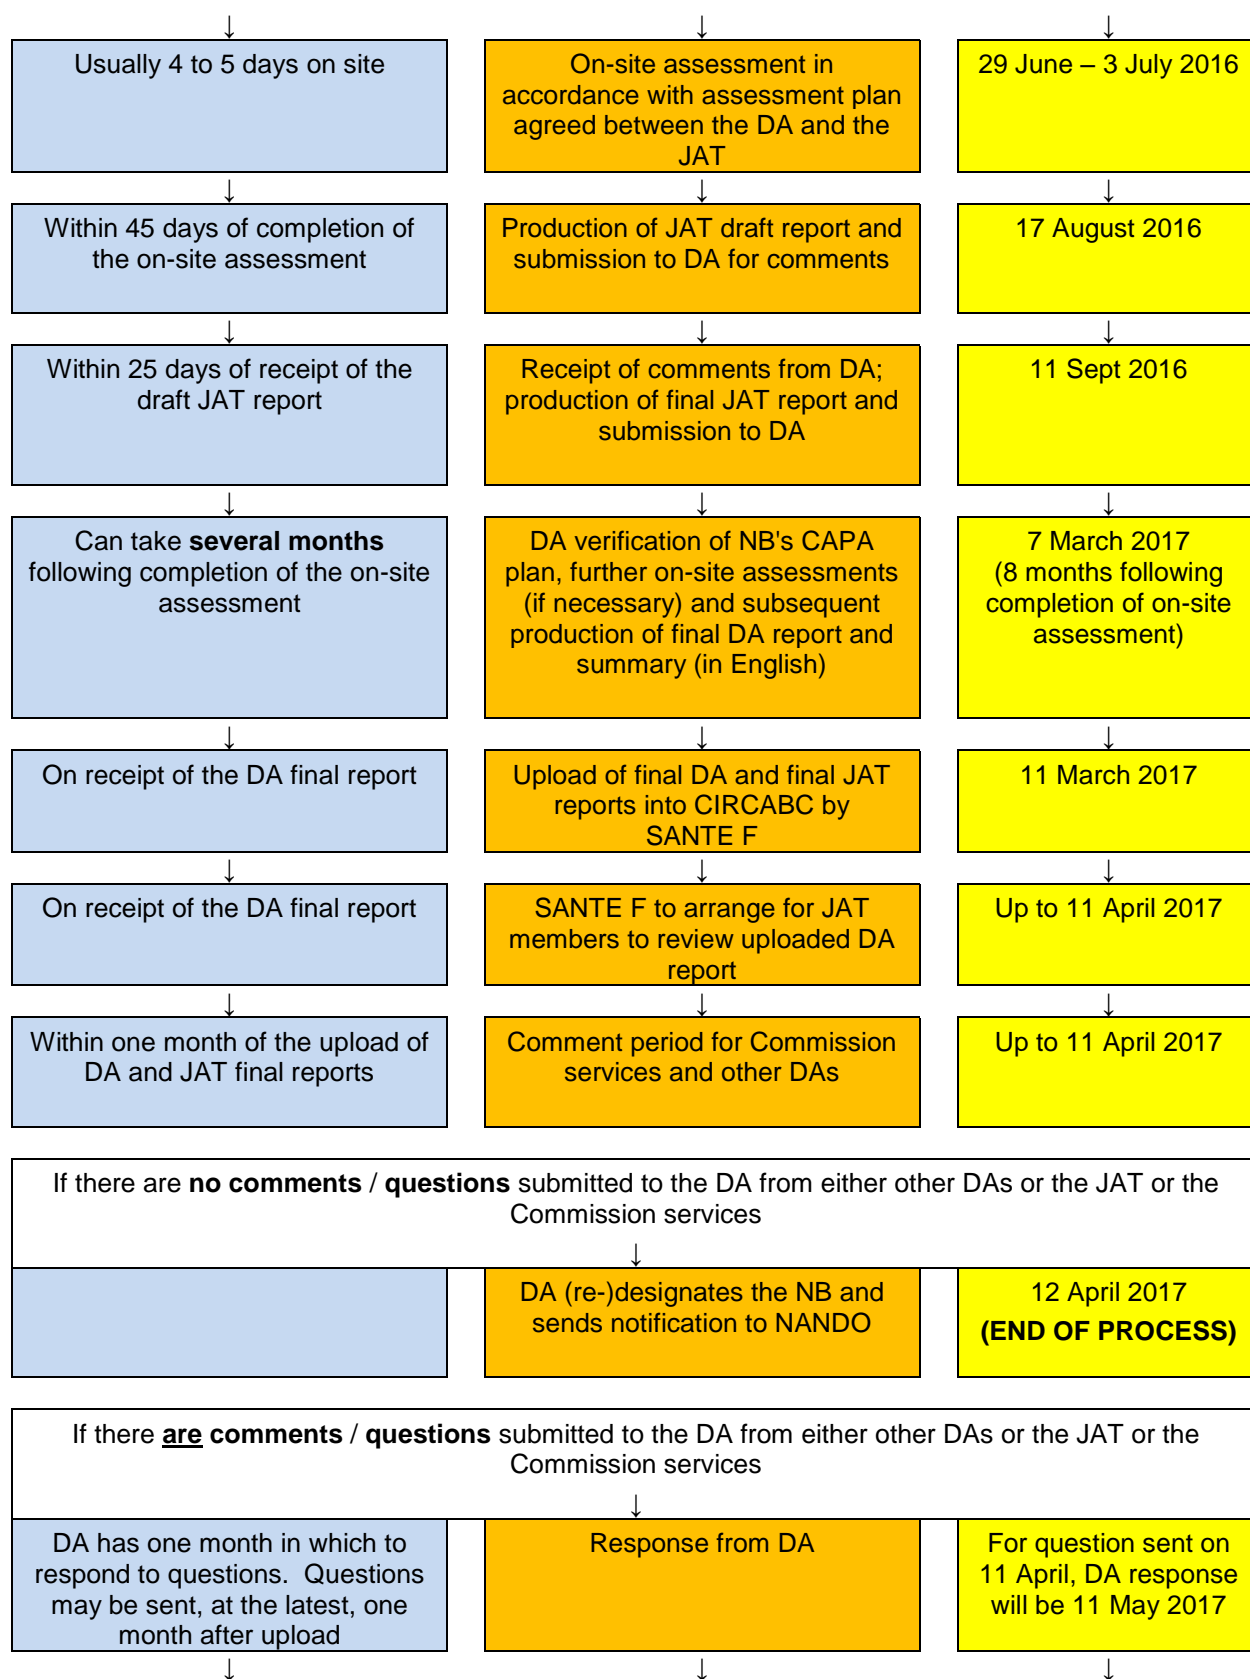 ↓ ↓ ↓
Usually 4 to 5 days on site
On-site assessment in
accordance with assessment plan
agreed between the DA and the
JAT
29 June – 3 July 2016
↓ ↓ ↓
Within 45 days of completion of
the on-site assessment
Production of JAT draft report and
submission to DA for comments
17 August 2016
↓ ↓ ↓
Within 25 days of receipt of the
draft JAT report
Receipt of comments from DA;
production of final JAT report and
submission to DA
11 Sept 2016
↓ ↓ ↓
Can take several months
following completion of the on-site
assessment
DA verification of NB's CAPA
plan, further on-site assessments
(if necessary) and subsequent
production of final DA report and
summary (in English)
7 March 2017
(8 months following
completion of on-site
assessment)
↓ ↓ ↓
On receipt of the DA final report
Upload of final DA and final JAT
reports into CIRCABC by
SANTE F
11 March 2017
↓ ↓ ↓
On receipt of the DA final report
SANTE F to arrange for JAT
members to review uploaded DA
report
Up to 11 April 2017
↓ ↓ ↓
Within one month of the upload of
DA and JAT final reports
Comment period for Commission
services and other DAs
Up to 11 April 2017
If there are no comments / questions submitted to the DA from either other DAs or the JAT or the
Commission services
↓
DA (re-)designates the NB and
sends notification to NANDO
12 April 2017
(END OF PROCESS)
If there are comments / questions submitted to the DA from either other DAs or the JAT or the
Commission services
↓
DA has one month in which to
respond to questions. Questions
may be sent, at the latest, one
month after upload
Response from DA
For question sent on
11 April, DA response
will be 11 May 2017
↓ ↓ ↓